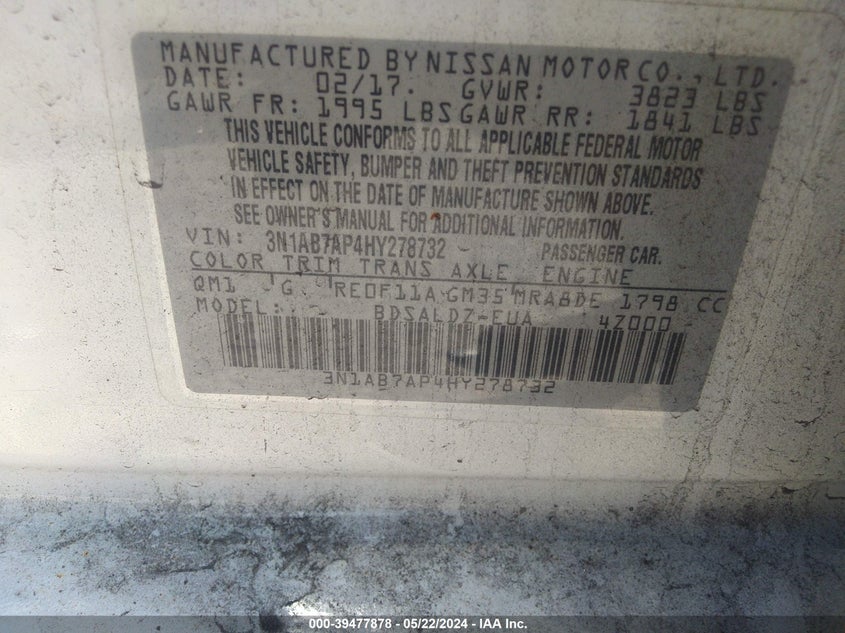 MANUFACTURED BY NISSAN MOTOR CO., LTD.
DATE: 02/17. GVWR: 3823 LBS
GAWR FR: 1995 LBS GAWR RR: 1841 LBS
THIS VEHICLE CONFORMS TO ALL APPLICABLE FEDERAL MOTOR
VEHICLE SAFETY, BUMPER AND THEFT PREVENTION STANDARDS
IN EFFECT ON THE DATE OF MANUFACTURE SHOWN ABOVE.
SEE OWNER'S MANUAL FOR ADDITIONAL INFORMATION.
VIN: 3N1AB7AP4HY278732 PASSENGER CAR.
COLOR TRIM TRANS AXLE ENGINE
QM1 G RE0F11A GM35 MRA8DE 1798 CC
MODEL: BDSALDZ-EUA 4Z000
3N1AB7AP4HY278732
000-39477878 - 05/22/2024 - IAA Inc.